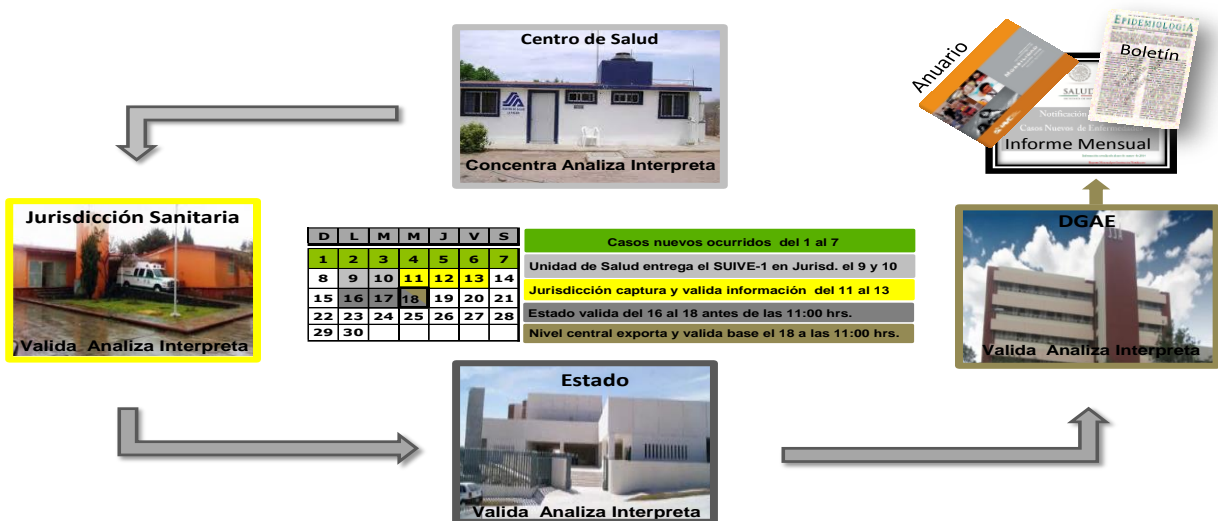 Centro de Salud
Concentra Analiza Interpreta
Anuario
EPIDEMIOLOGÍA
Boletín
SALUD
Notificación
Casos Nuevos de Enfermedades
Informe Mensual
Jurisdicción Sanitaria
Valida Analiza Interpreta
D L M M J V S
1 2 3 4 5 6 7
8 9 10 11 12 13 14
15 16 17 18 19 20 21
22 23 24 25 26 27 28
29 30
Casos nuevos ocurridos del 1 al 7
Unidad de Salud entrega el SUIVE-1 en Jurisd. el 9 y 10
Jurisdicción captura y valida información del 11 al 13
Estado valida del 16 al 18 antes de las 11:00 hrs.
Nivel central exporta y valida base el 18 a las 11:00 hrs.
DGAE
Valida Analiza Interpreta
Estado
Valida Analiza Interpreta